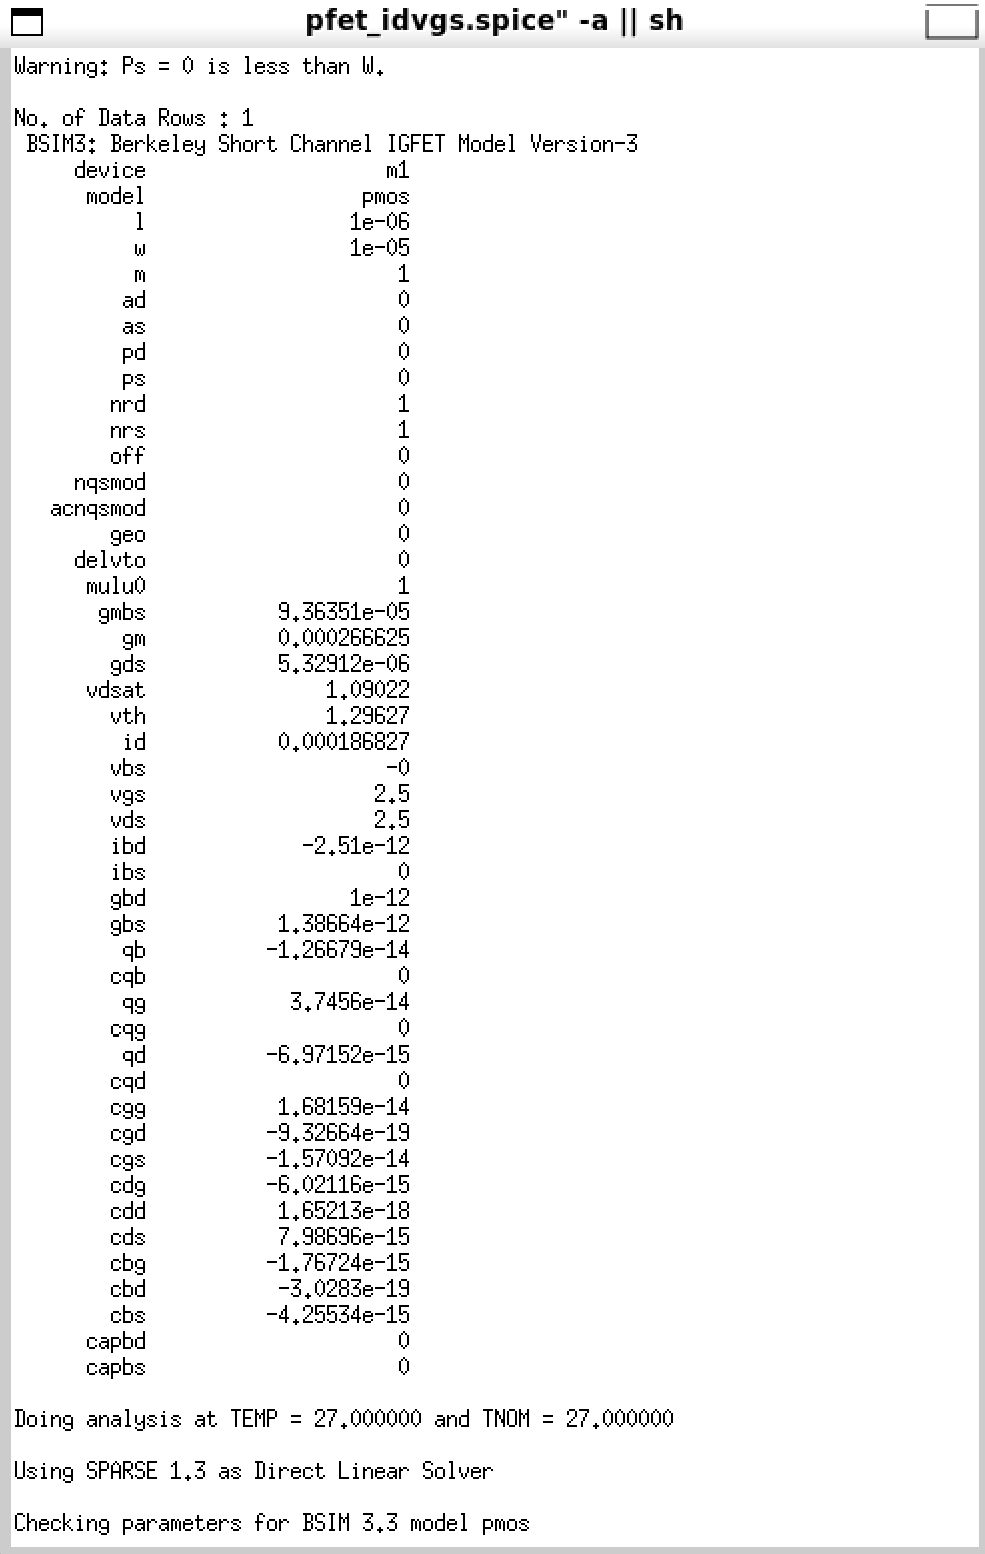 pfet_idvgs.spice" -a || sh
Warning: Ps = 0 is less than W.
No. of Data Rows : 1
BSIM3: Berkeley Short Channel IGFET Model Version-3
device m1
model pmos
l 1e-06
w 1e-05
m 1
ad 0
as 0
pd 0
ps 0
nrd 1
nrs 1
off 0
nqsmod 0
acnqsmod 0
geo 0
delvto 0
mulu0 1
gmbs 9.36351e-05
gm 0.000266625
gds 5.32912e-06
vdsat 1.09022
vth 1.29627
id 0.000186827
vbs -0
vgs 2.5
vds 2.5
ibd -2.51e-12
ibs 0
gbd 1e-12
gbs 1.38664e-12
qb -1.26679e-14
cqb 0
qg 3.7456e-14
cqg 0
qd -6.97152e-15
cqd 0
cgg 1.68159e-14
cgd -9.32664e-19
cgs -1.57092e-14
cdg -6.02116e-15
cdd 1.65213e-18
cds 7.98696e-15
cbg -1.76724e-15
cbd -3.0283e-19
cbs -4.25534e-15
capbd 0
capbs 0
Doing analysis at TEMP = 27.000000 and TNOM = 27.000000
Using SPARSE 1.3 as Direct Linear Solver
Checking parameters for BSIM 3.3 model pmos